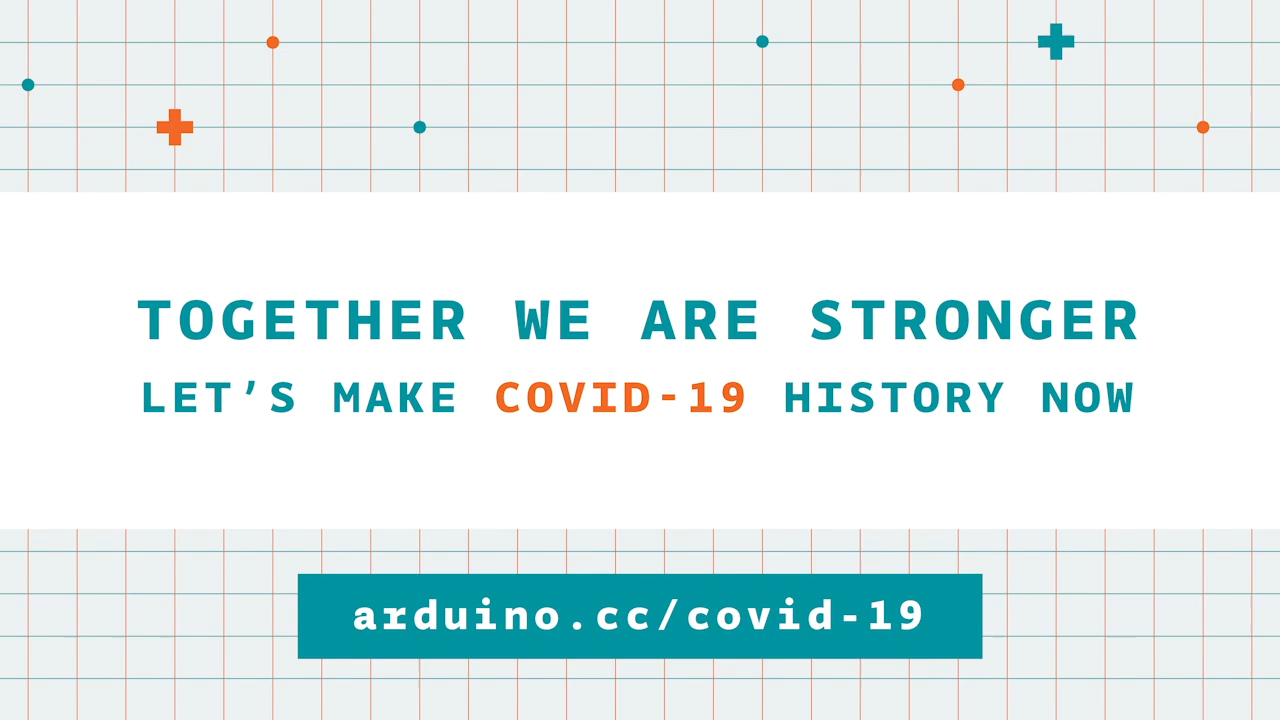 TOGETHER WE ARE STRONGER
LET’S MAKE COVID-19 HISTORY NOW
arduino.cc/covid-19